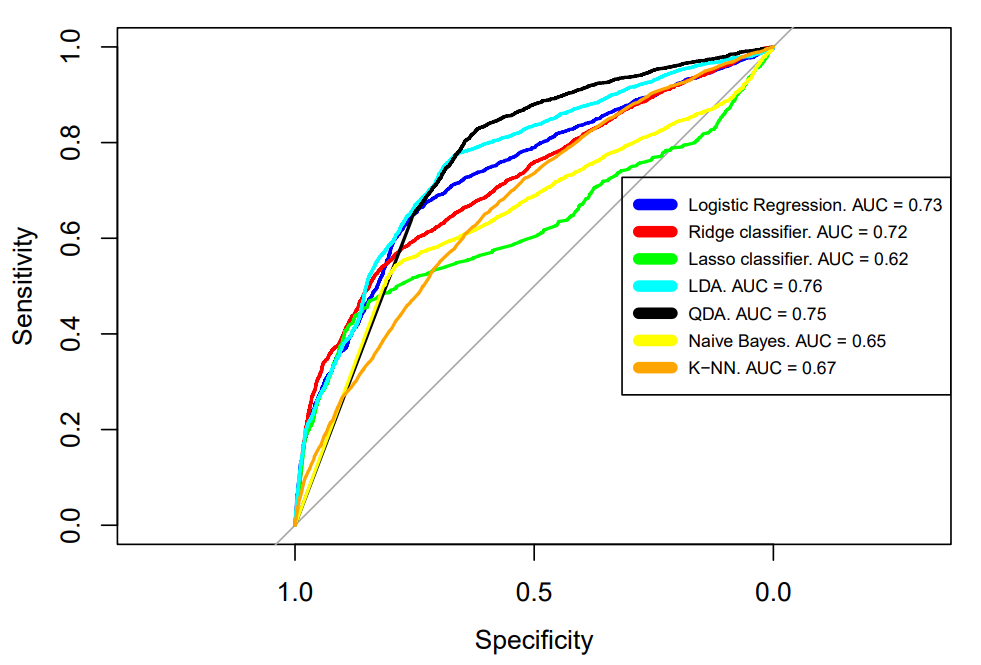 Sensitivity
1.0
0.8
0.6
0.4
0.2
0.0
Logistic Regression. AUC = 0.73
Ridge classifier. AUC = 0.72
Lasso classifier. AUC = 0.62
LDA. AUC = 0.76
QDA. AUC = 0.75
Naive Bayes. AUC = 0.65
K−NN. AUC = 0.67
1.0 0.5 0.0
Specificity